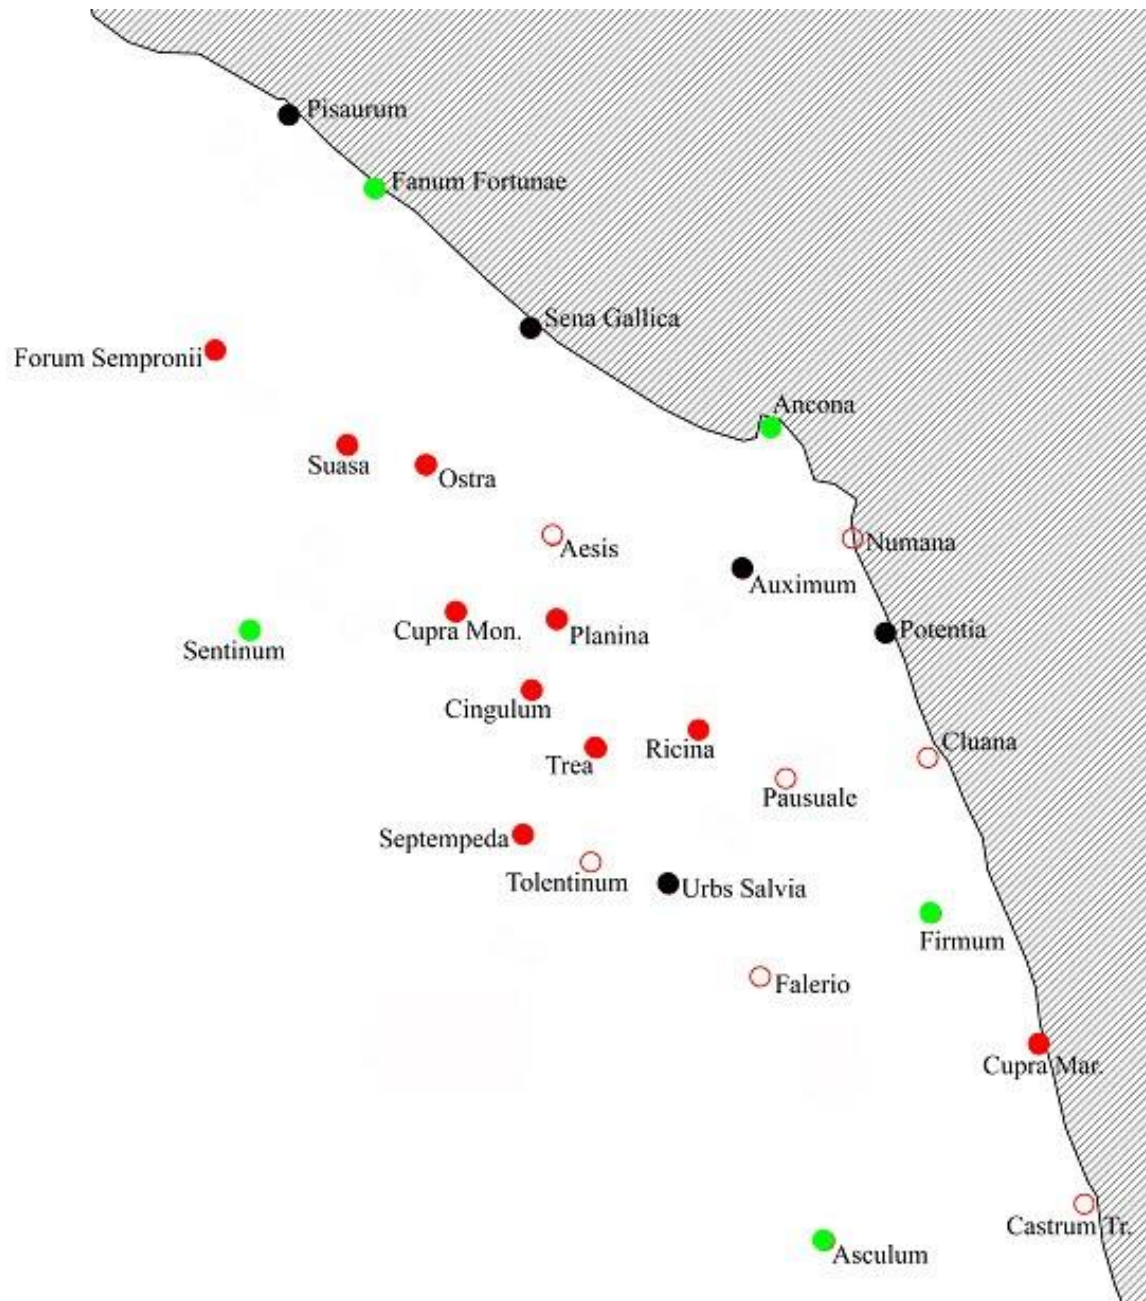 Pisaurum
Fanum Fortunae
Sena Gallica
Forum Sempronii
Ancona
Suasa
Ostra
Aesis
Numana
Auximum
Cupra Mon.
Planina
Potentia
Sentinum
Cingulum
Ricina
Cluana
Trea
Pausuale
Septempeda
Tolentinum
Urbs Salvia
Firmum
Falerio
Cupra Mar.
Castrum Tr.
Asculum